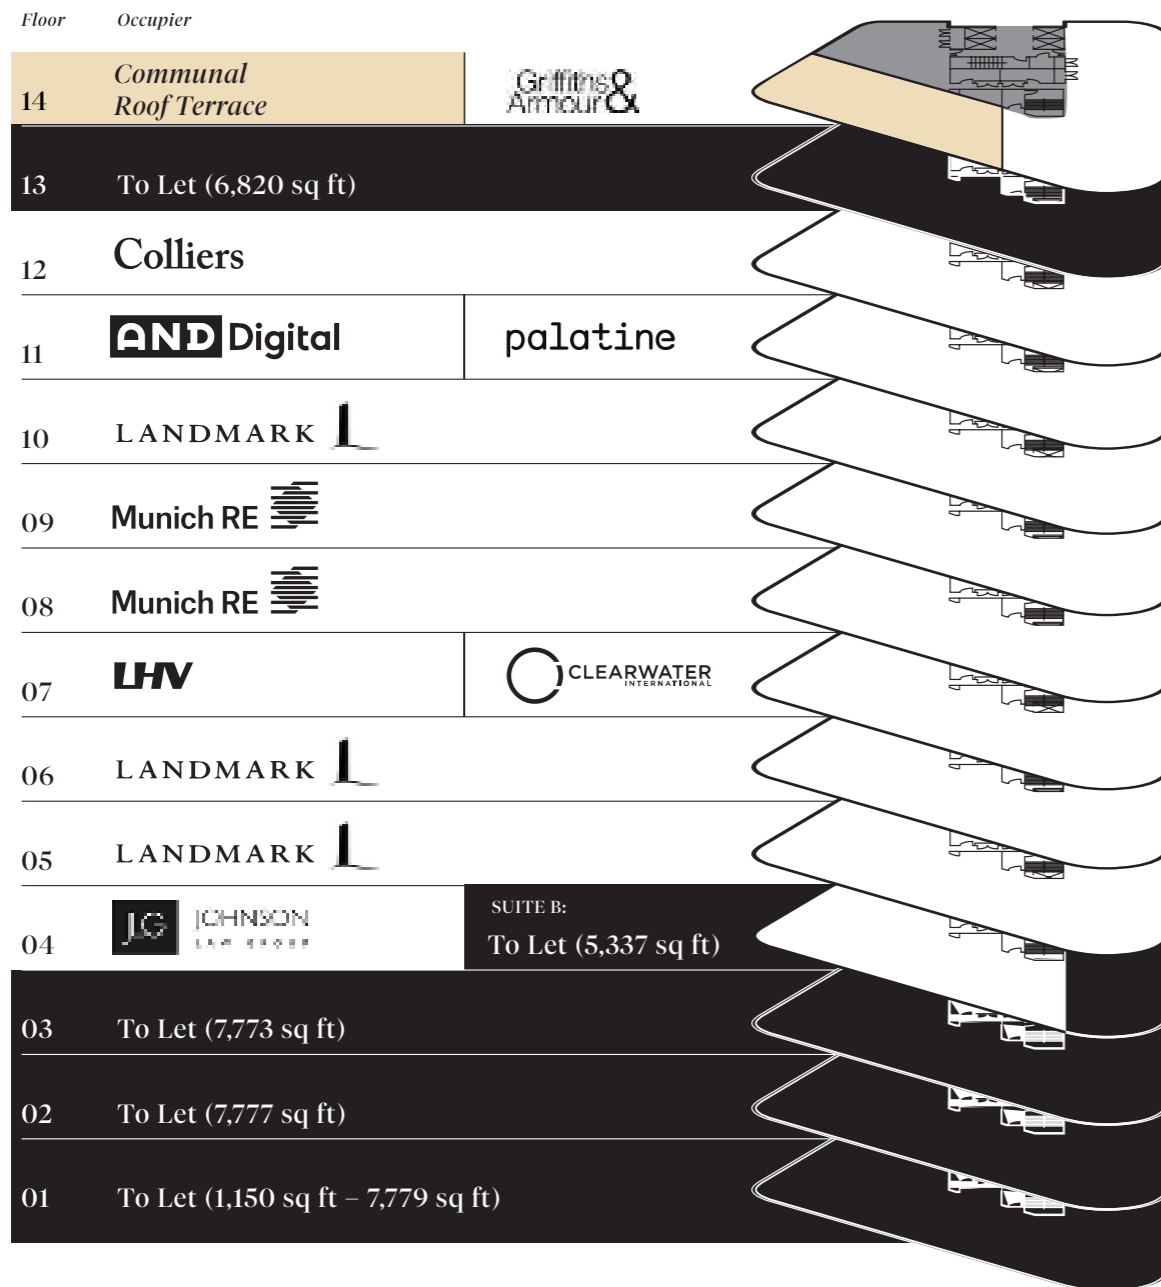 Floor Occupier
14 Communal Roof Terrace Griffiths & Armour
13 To Let (6,820 sq ft)
12 Colliers
11 AND Digital palatine
10 LANDMARK
09 Munich RE
08 Munich RE
07 LHV CLEARWATER INTERNATIONAL
06 LANDMARK
05 LANDMARK
04 JLG JOHNSON LAW GROUP SUITE B: To Let (5,337 sq ft)
03 To Let (7,773 sq ft)
02 To Let (7,777 sq ft)
01 To Let (1,150 sq ft – 7,779 sq ft)